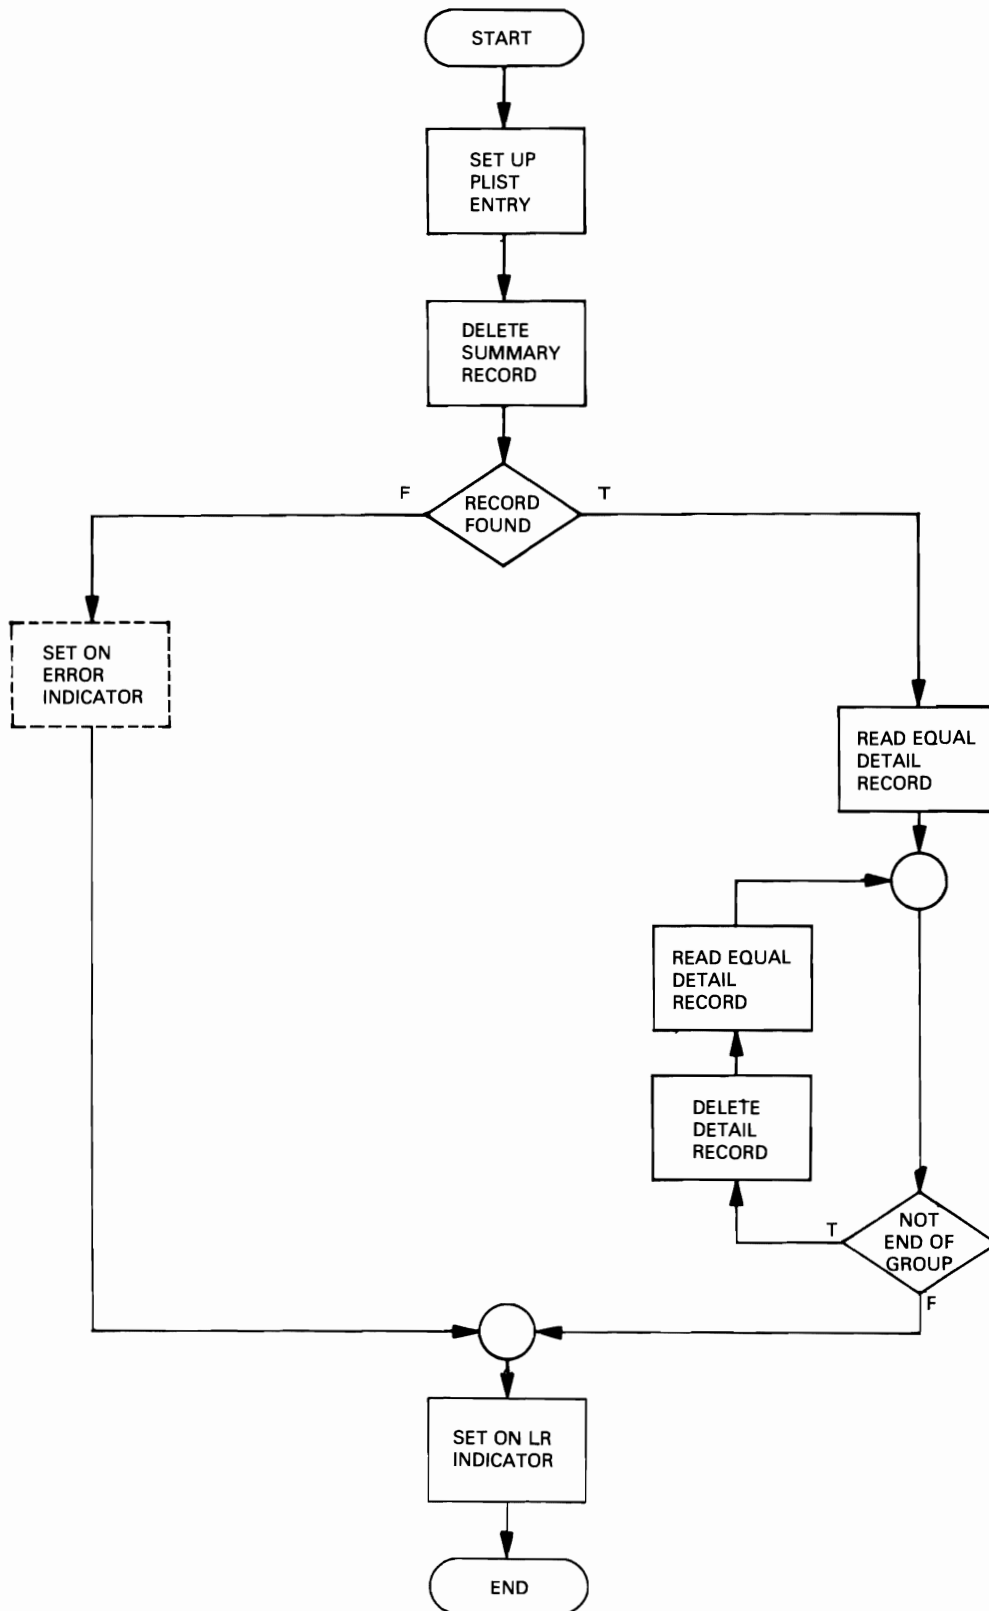 START
SET UP
PLIST
ENTRY
DELETE
SUMMARY
RECORD
F
RECORD
FOUND
T
SET ON
ERROR
INDICATOR
READ EQUAL
DETAIL
RECORD
READ EQUAL
DETAIL
RECORD
DELETE
DETAIL
RECORD
T
NOT
END OF
GROUP
F
SET ON LR
INDICATOR
END